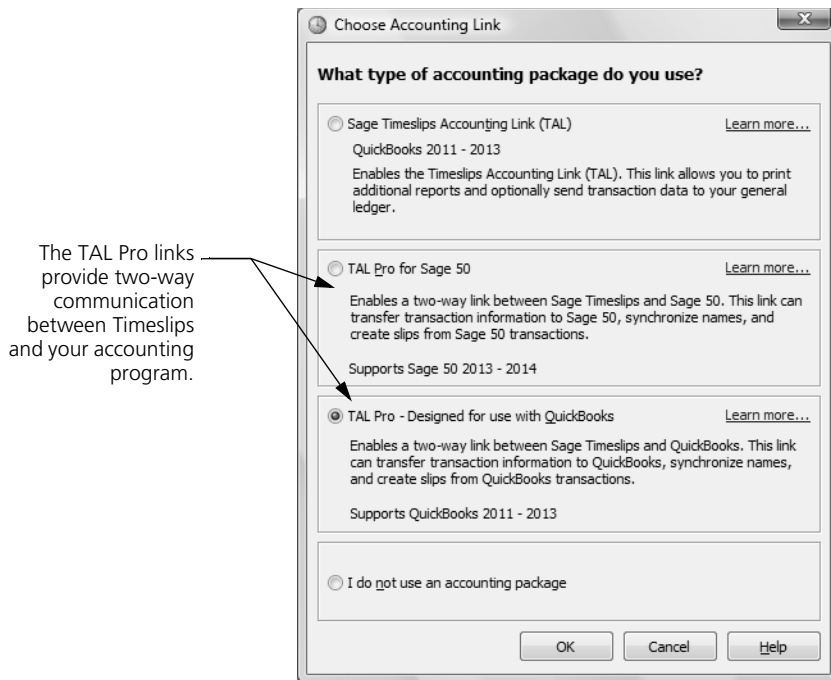 Choose Accounting Link
What type of accounting package do you use?
Sage Timeslips Accounting Link (TAL)
Learn more...
QuickBooks 2011 - 2013
Enables the Timeslips Accounting Link (TAL). This link allows you to print
additional reports and optionally send transaction data to your general
ledger.
The TAL Pro links
provide two-way
communication
between Timeslips
and your accounting
program.
TAL Pro for Sage 50
Learn more...
Enables a two-way link between Sage Timeslips and Sage 50. This link can
transfer transaction information to Sage 50, synchronize names, and
create slips from Sage 50 transactions.
Supports Sage 50 2013 - 2014
TAL Pro - Designed for use with QuickBooks
Learn more...
Enables a two-way link between Sage Timeslips and QuickBooks. This link
can transfer transaction information to QuickBooks, synchronize names,
and create slips from QuickBooks transactions.
Supports QuickBooks 2011 - 2013
I do not use an accounting package
OK
Cancel
Help